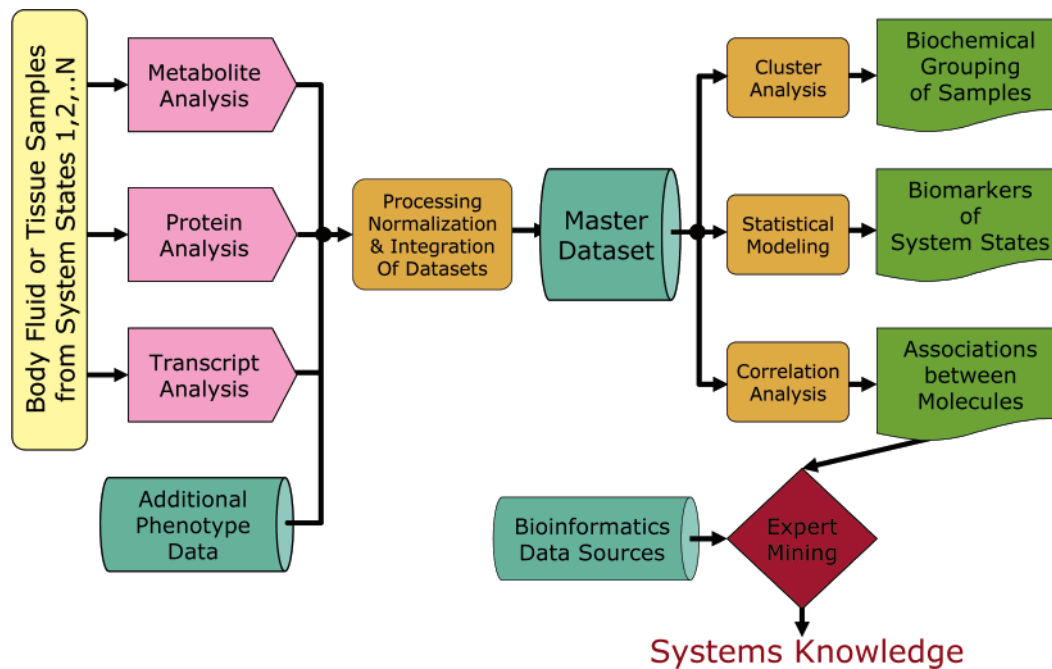 Body Fluid or Tissue Samples
from System States 1,2,..N
Metabolite
Analysis
Protein
Analysis
Transcript
Analysis
Additional
Phenotype
Data
Processing
Normalization
& Integration
Of Datasets
Master
Dataset
Cluster
Analysis
Statistical
Modeling
Correlation
Analysis
Biochemical
Grouping
of Samples
Biomarkers
of
System States
Associations
between
Molecules
Bioinformatics
Data Sources
Expert
Mining
Systems Knowledge